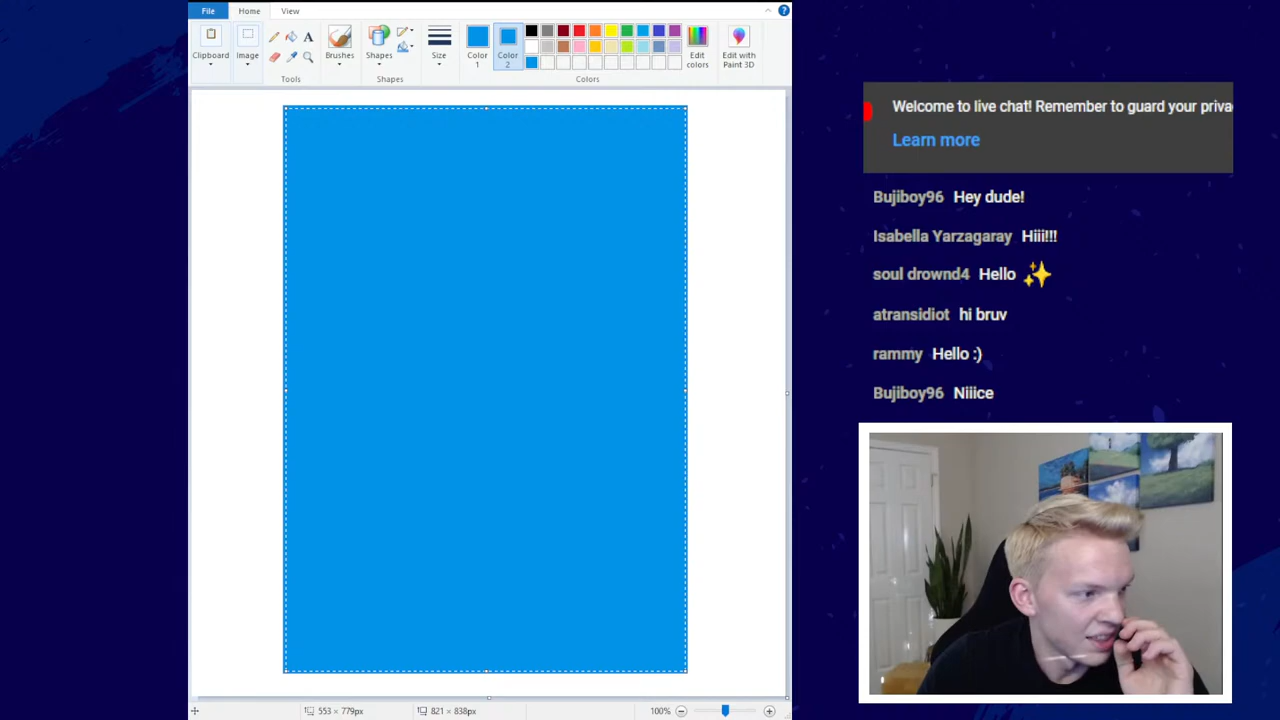 File Home View
Clipboard
Image
Tools
Brushes
Shapes
Shapes
Size
Color 1
Color 2
Edit colors
Colors
Edit with Paint 3D
553 × 779px
821 × 838px
100%
Welcome to live chat! Remember to guard your priva
Learn more
Bujiboy96 Hey dude!
Isabella Yarzagaray Hiii!!!
soul drownd4 Hello ✨
atransidiot hi bruv
rammy Hello :)
Bujiboy96 Niiice